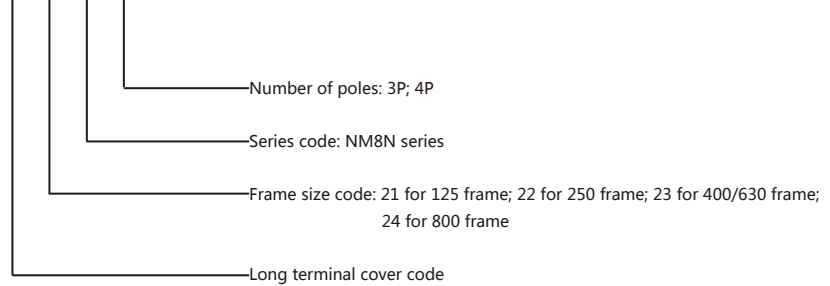 Number of poles: 3P; 4P
Series code: NM8N series
Frame size code: 21 for 125 frame; 22 for 250 frame; 23 for 400/630 frame;
24 for 800 frame
Long terminal cover code